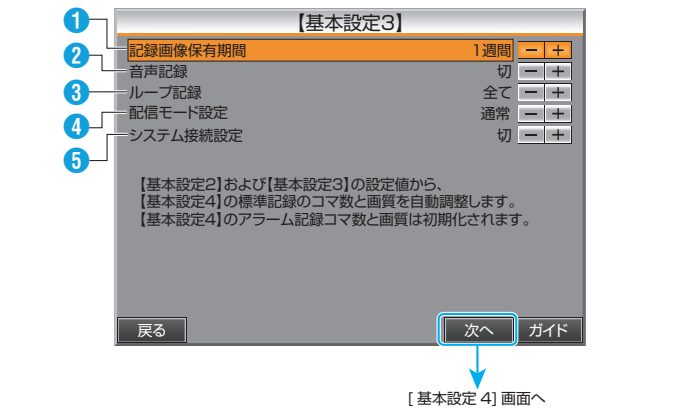 【基本設定3】
1 記録画像保有期間 1週間 − +
2 音声記録 切 − +
3 ループ記録 全て − +
4 配信モード設定 通常 − +
5 システム接続設定 切 − +
【基本設定2】および【基本設定3】の設定値から、
【基本設定4】の標準記録のコマ数と画質を自動調整します。
【基本設定4】のアラーム記録コマ数と画質は初期化されます。
戻る 次へ ガイド
[ 基本設定 4] 画面へ